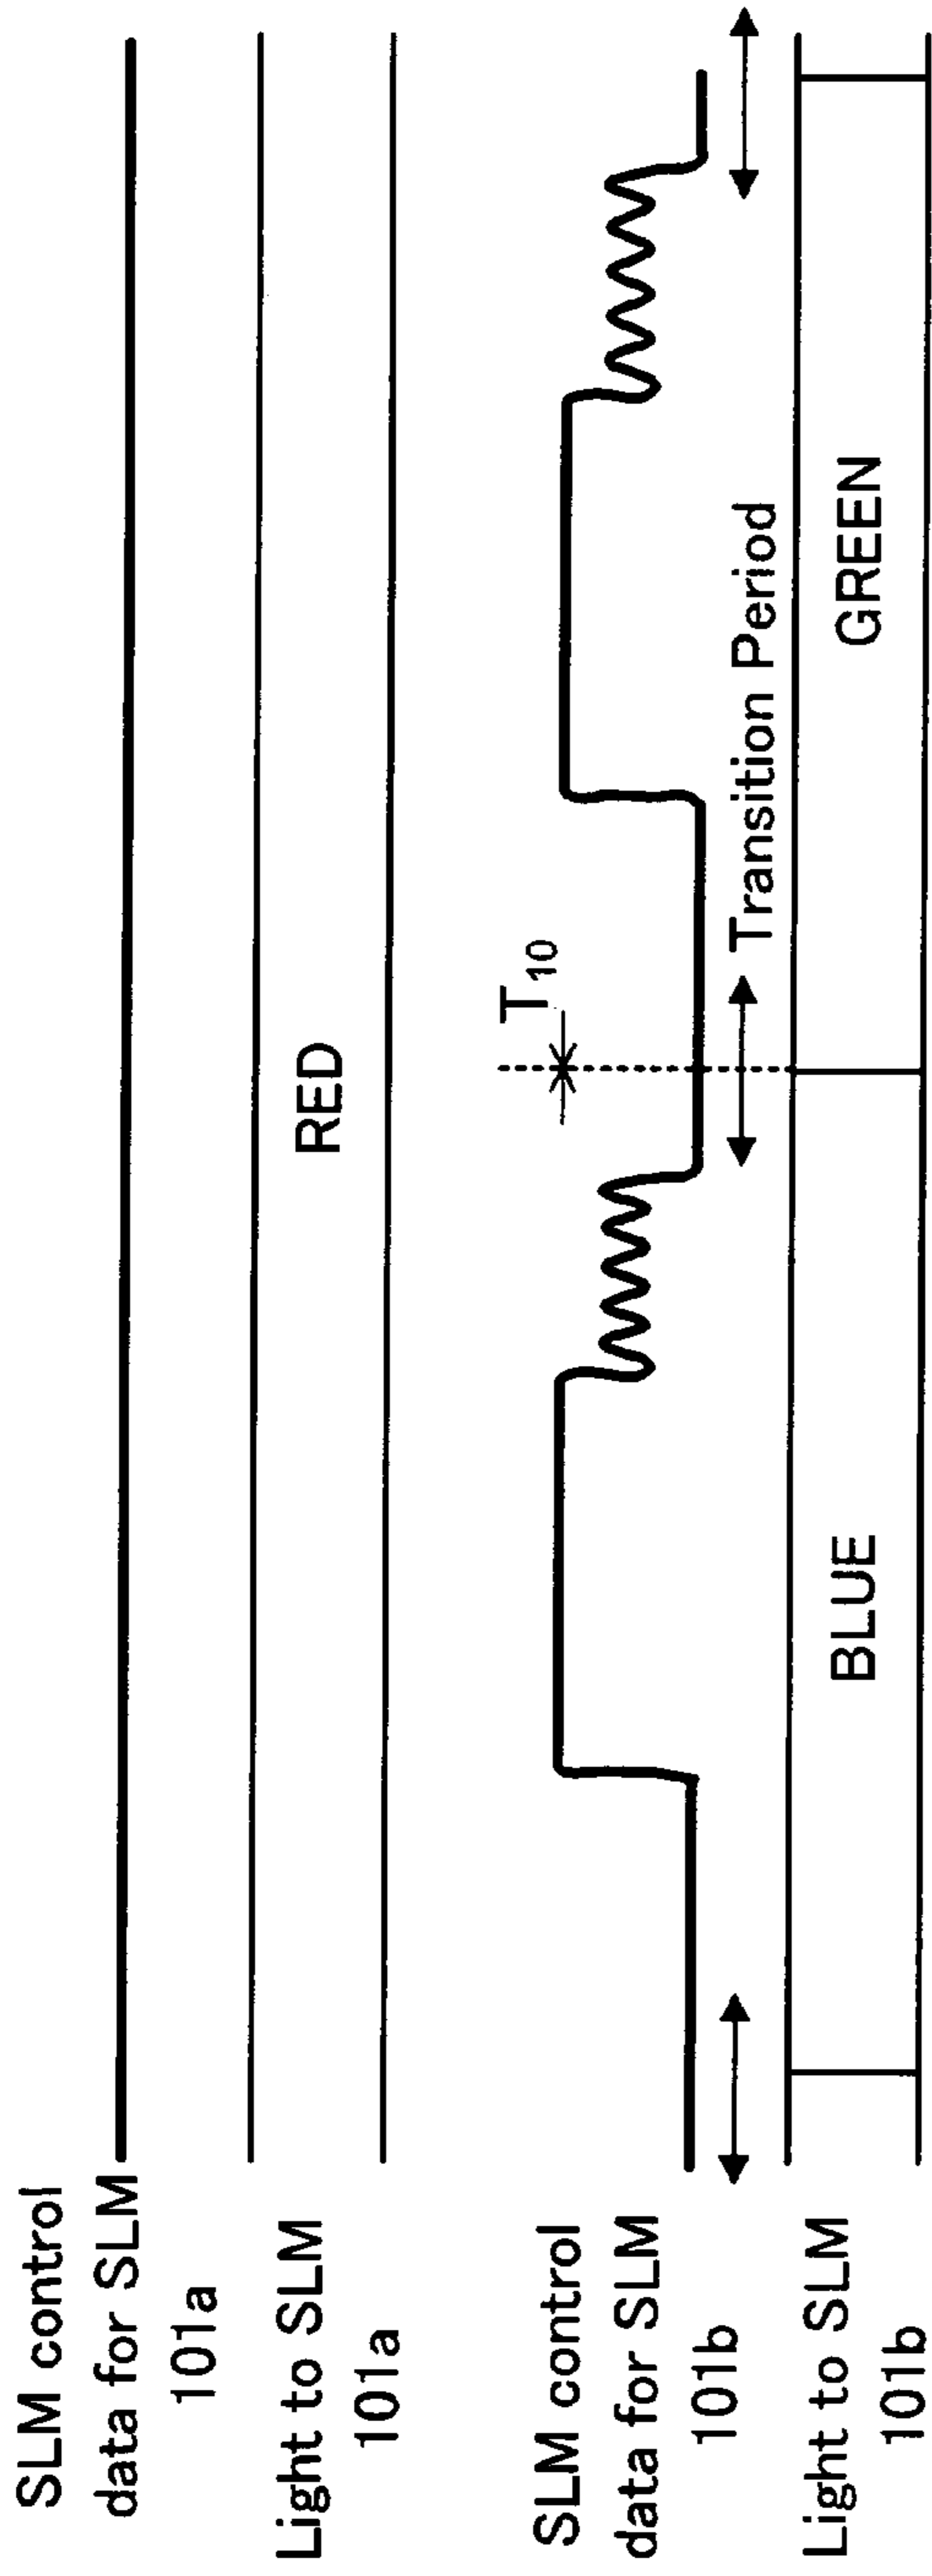 SLM control
data for SLM
101a
Light to SLM
101a
RED
SLM control
data for SLM
101b
T10
Transition Period
Light to SLM
101b
BLUE
GREEN